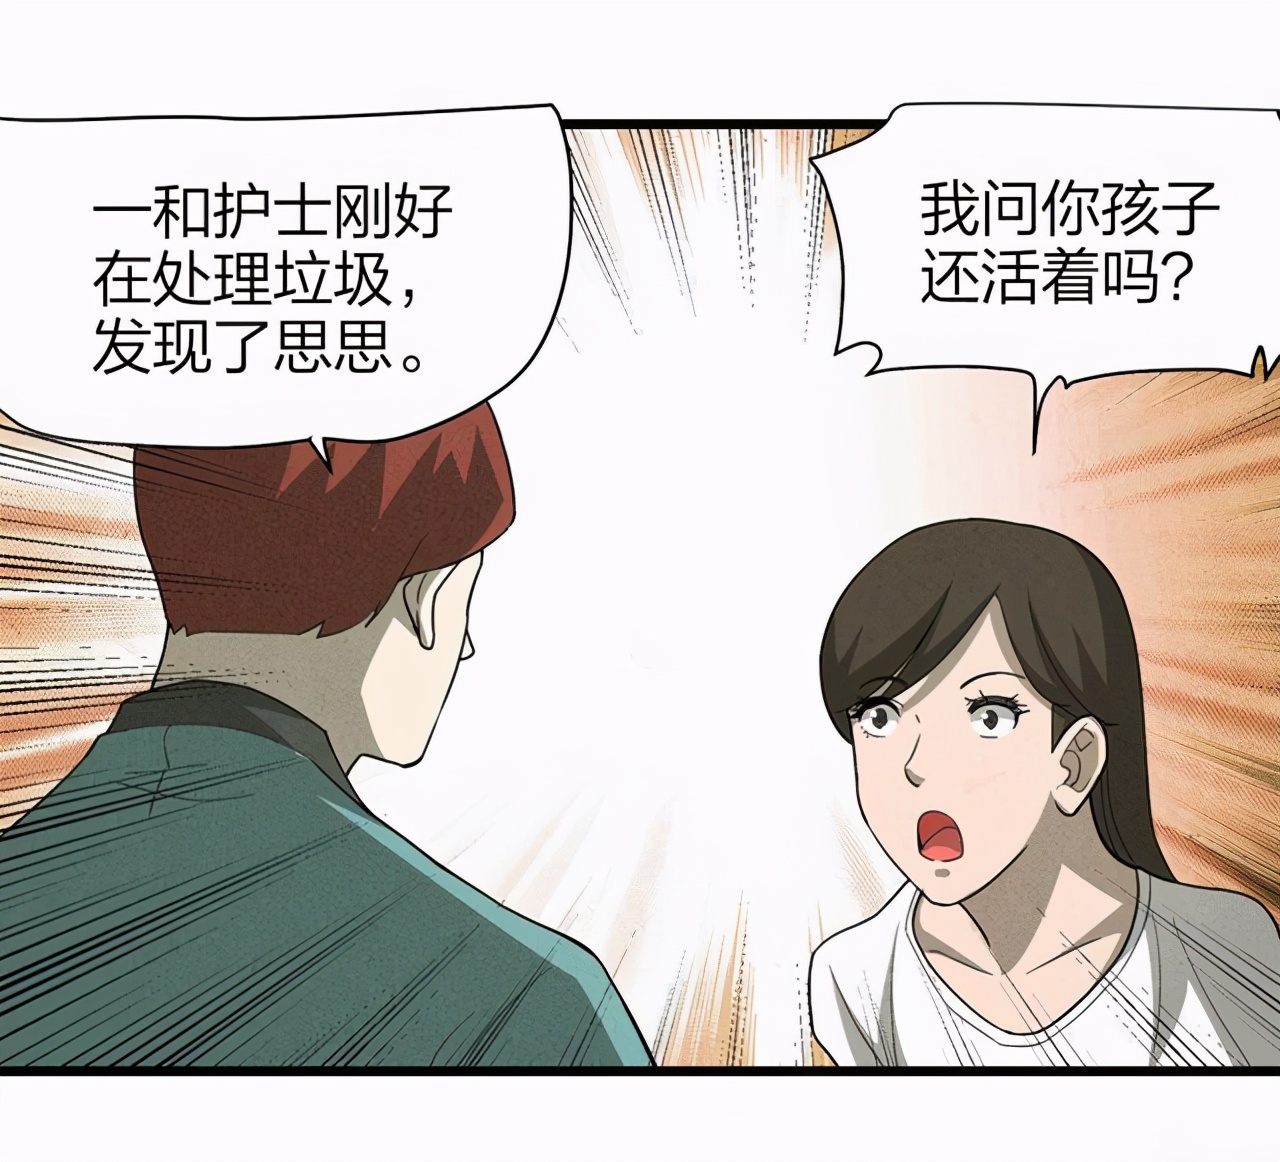 一和护士刚好
在处理垃圾，
发现了思思。
我问你孩子
还活着吗？